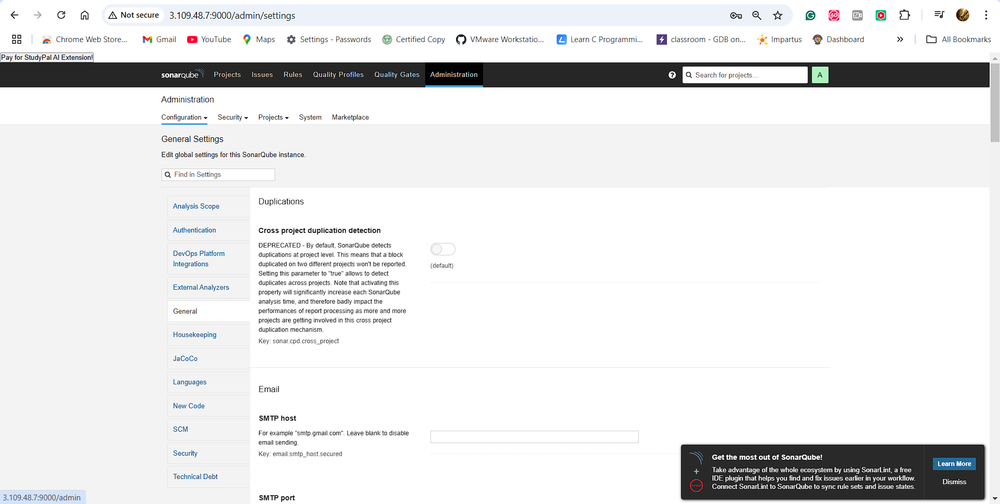 Not secure
3.109.48.7:9000/admin/settings
Chrome Web Store...
Gmail
YouTube
Maps
Settings - Passwords
Certified Copy
VMware Workstatio...
Learn C Programmi...
classroom - GDB on...
Impartus
Dashboard
All Bookmarks
Pay for StudyPal AI Extension!
sonarqube
Projects
Issues
Rules
Quality Profiles
Quality Gates
Administration
Search for projects...
A
Administration
Configuration
Security
Projects
System
Marketplace
General Settings
Edit global settings for this SonarQube instance.
Find in Settings
Analysis Scope
Authentication
DevOps Platform
Integrations
External Analyzers
General
Housekeeping
JaCoCo
Languages
New Code
SCM
Security
Technical Debt
Duplications
Cross project duplication detection
DEPRECATED - By default, SonarQube detects
duplications at project level. This means that a block
duplicated on two different projects won't be reported.
Setting this parameter to "true" allows to detect
duplicates across projects. Note that activating this
property will significantly increase each SonarQube
analysis time, and therefore badly impact the
performances of report processing as more and more
projects are getting involved in this cross project
duplication mechanism.
Key: sonar.cpd.cross_project
(default)
Email
SMTP host
For example "smtp.gmail.com". Leave blank to disable
email sending.
Key: email.smtp_host.secured
SMTP port
Get the most out of SonarQube!
Take advantage of the whole ecosystem by using SonarLint, a free
IDE plugin that helps you find and fix issues earlier in your workflow.
Connect SonarLint to SonarQube to sync rule sets and issue states.
Learn More
Dismiss
3.109.48.7:9000/admin